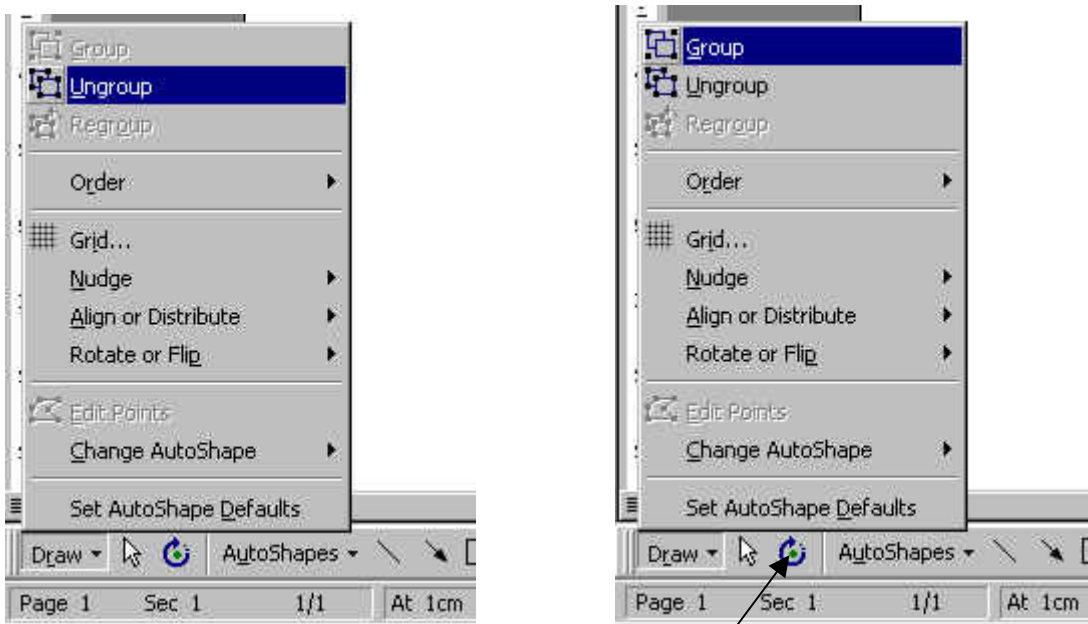 Group
Ungroup
Regroup
Order
Grid...
Nudge
Align or Distribute
Rotate or Flip
Edit Points
Change AutoShape
Set AutoShape Defaults
Draw AutoShapes
Page 1 Sec 1 1/1 At 1cm
Group
Ungroup
Regroup
Order
Grid...
Nudge
Align or Distribute
Rotate or Flip
Edit Points
Change AutoShape
Set AutoShape Defaults
Draw AutoShapes
Page 1 Sec 1 1/1 At 1cm